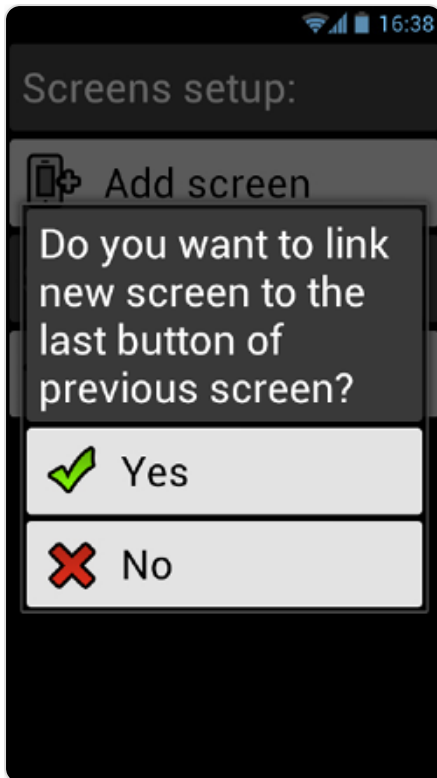 16:38
Screens setup:
Add screen
Do you want to link
new screen to the
last button of
previous screen?
Yes
No